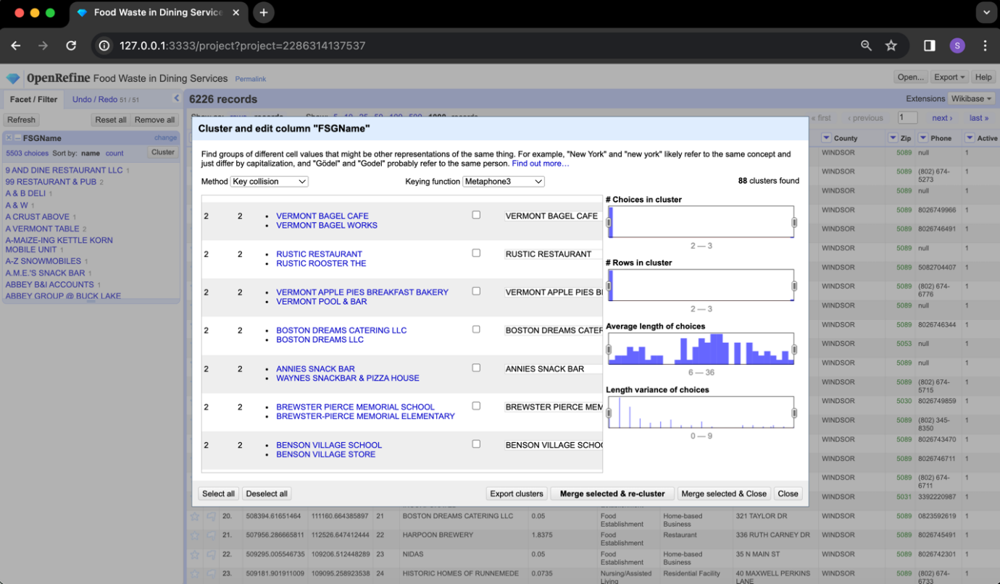 Food Waste in Dining Service
127.0.0.1:3333/project?project=2286314137537
S
OpenRefine Food Waste in Dining Services Permalink
Open... Export Help
Facet / Filter Undo / Redo 51 / 51
6226 records
Extensions Wikibase
Refresh Reset all Remove all
« first ‹ previous 1 next › last »
FSGName change
5503 choices Sort by: name count Cluster
9 AND DINE RESTAURANT LLC 1
99 RESTAURANT & PUB 2
A & B DELI 1
A & W 1
A CRUST ABOVE 1
A VERMONT TABLE 2
A-MAIZE-ING KETTLE KORN
MOBILE UNIT 1
A-Z SNOWMOBILES 1
A.M.E.'S SNACK BAR 1
ABBEY B&I ACCOUNTS 1
ABBEY GROUP @ BUCK LAKE
Cluster and edit column "FSGName"
Find groups of different cell values that might be other representations of the same thing. For example, "New York" and "new york" likely refer to the same concept and
just differ by capitalization, and "Gödel" and "Godel" probably refer to the same person. Find out more...
Method Key collision Keying function Metaphone3 88 clusters found
2 2 • VERMONT BAGEL CAFE VERMONT BAGEL CAFE
• VERMONT BAGEL WORKS
2 2 • RUSTIC RESTAURANT RUSTIC RESTAURANT
• RUSTIC ROOSTER THE
2 2 • VERMONT APPLE PIES BREAKFAST BAKERY VERMONT APPLE PIES B
• VERMONT POOL & BAR
2 2 • BOSTON DREAMS CATERING LLC BOSTON DREAMS CATER
• BOSTON DREAMS LLC
2 2 • ANNIES SNACK BAR ANNIES SNACK BAR
• WAYNES SNACKBAR & PIZZA HOUSE
2 2 • BREWSTER PIERCE MEMORIAL SCHOOL BREWSTER PIERCE MEM
• BREWSTER-PIERCE MEMORIAL ELEMENTARY
2 2 • BENSON VILLAGE SCHOOL BENSON VILLAGE SCHO
• BENSON VILLAGE STORE
# Choices in cluster
2 — 3
# Rows in cluster
2 — 3
Average length of choices
6 — 36
Length variance of choices
0 — 9
Select all Deselect all Export clusters Merge selected & re-cluster Merge selected & Close Close
County Zip Phone Active
WINDSOR 5089 null 1
WINDSOR 5089 (802) 674- 1
5273
WINDSOR 5089 null 1
WINDSOR 5089 8026749966 1
WINDSOR 5089 8026746491 1
WINDSOR 5089 null 1
WINDSOR 5089 5082704407 1
WINDSOR 5089 (802) 674- 1
6776
WINDSOR 5089 null 1
WINDSOR 5089 8026746344 1
WINDSOR 5053 null 1
WINDSOR 5089 null 1
WINDSOR 5089 (802) 674- 1
5715
WINDSOR 5030 8026749859 1
WINDSOR 5089 (802) 345- 1
8350
WINDSOR 5089 8026743470 1
WINDSOR 5089 8026746711 1
WINDSOR 5089 (802) 674- 1
6711
WINDSOR 5031 3392220987 1
20. 508394.61651464 111160.664385897 21 BOSTON DREAMS CATERING LLC 0.05 Food Home-based 321 TAYLOR DR WINDSOR 5089 0823592619 1
Establishment Business
21. 507956.286665811 112526.647412444 22 HARPOON BREWERY 1.8375 Food Restaurant 336 RUTH CARNEY DR WINDSOR 5089 8026745491 1
Establishment
22. 509295.005546735 109206.512448289 23 NIDAS 0.05 Food Home-based 35 N MAIN ST WINDSOR 5089 8026742301 1
Establishment Business
23. 509181.901911009 109095.258923538 24 HISTORIC HOMES OF RUNNEMEDE 0.0735 Nursing/Assisted Residential Facility 40 MAXWELL PERKINS WINDSOR 5089 (802) 674- 1
Living LANE 6733